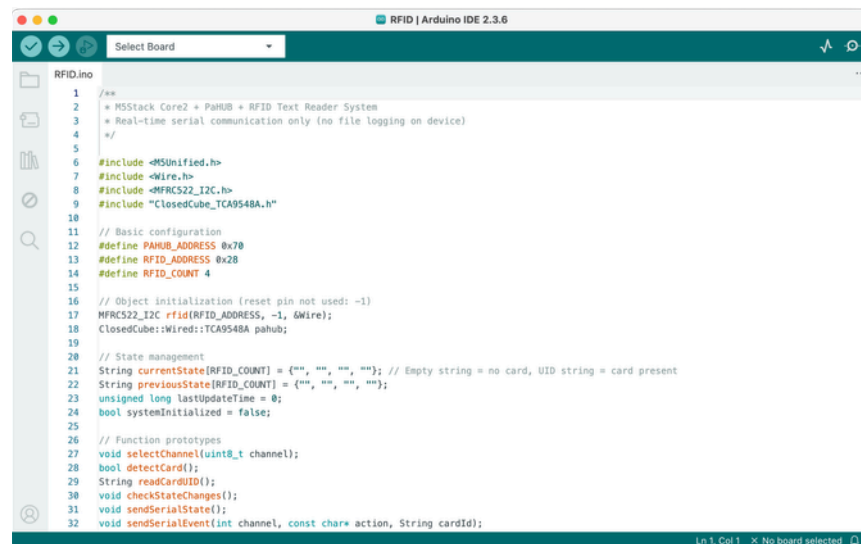 RFID | Arduino IDE 2.3.6
Select Board
RFID.ino
1 /**
2 * M5Stack Core2 + PaHUB + RFID Text Reader System
3 * Real-time serial communication only (no file logging on device)
4 */
5
6 #include <M5Unified.h>
7 #include <Wire.h>
8 #include <MFRC522_I2C.h>
9 #include "ClosedCube_TCA9548A.h"
10
11 // Basic configuration
12 #define PAHUB_ADDRESS 0x70
13 #define RFID_ADDRESS 0x28
14 #define RFID_COUNT 4
15
16 // Object initialization (reset pin not used: -1)
17 MFRC522_I2C rfid(RFID_ADDRESS, -1, &Wire);
18 ClosedCube::Wired::TCA9548A pahub;
19
20 // State management
21 String currentState[RFID_COUNT] = {"", "", "", ""}; // Empty string = no card, UID string = card present
22 String previousState[RFID_COUNT] = {"", "", "", ""};
23 unsigned long lastUpdateTime = 0;
24 bool systemInitialized = false;
25
26 // Function prototypes
27 void selectChannel(uint8_t channel);
28 bool detectCard();
29 String readCardUID();
30 void checkStateChanges();
31 void sendSerialState();
32 void sendSerialEvent(int channel, const char* action, String cardId);
Ln 1, Col 1 × No board selected